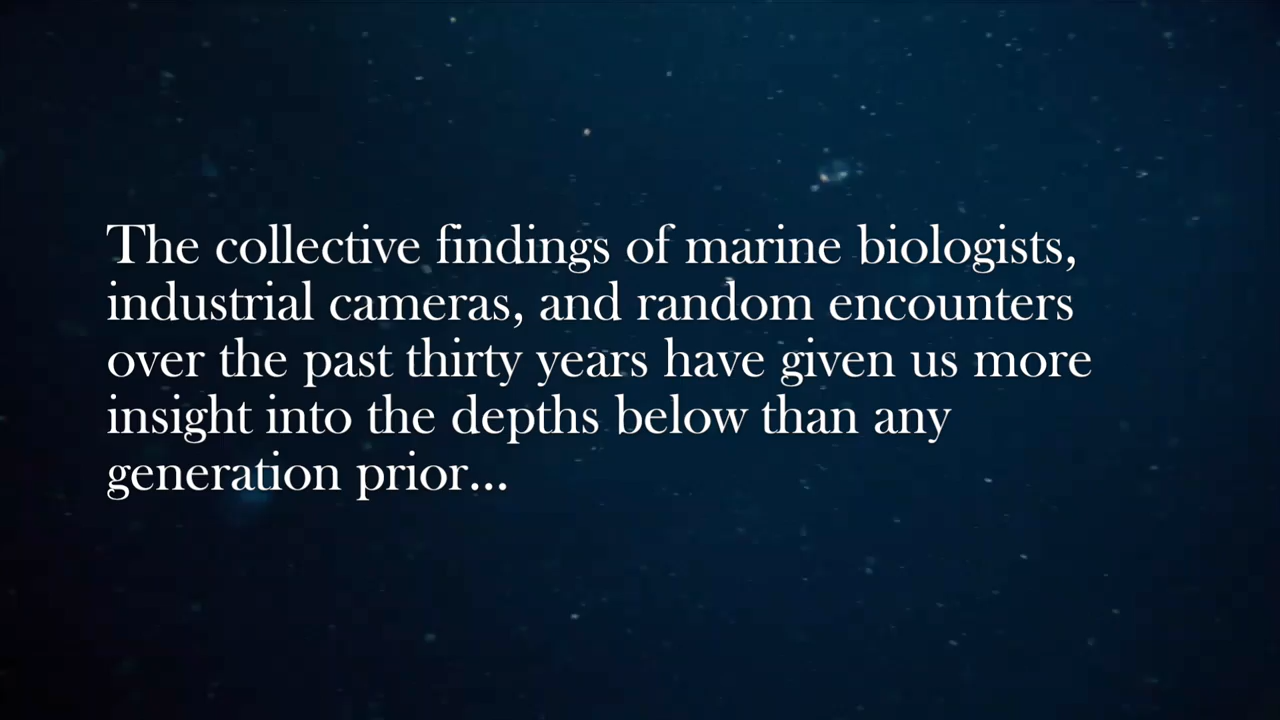 The collective findings of marine biologists,
industrial cameras, and random encounters
over the past thirty years have given us more
insight into the depths below than any
generation prior...